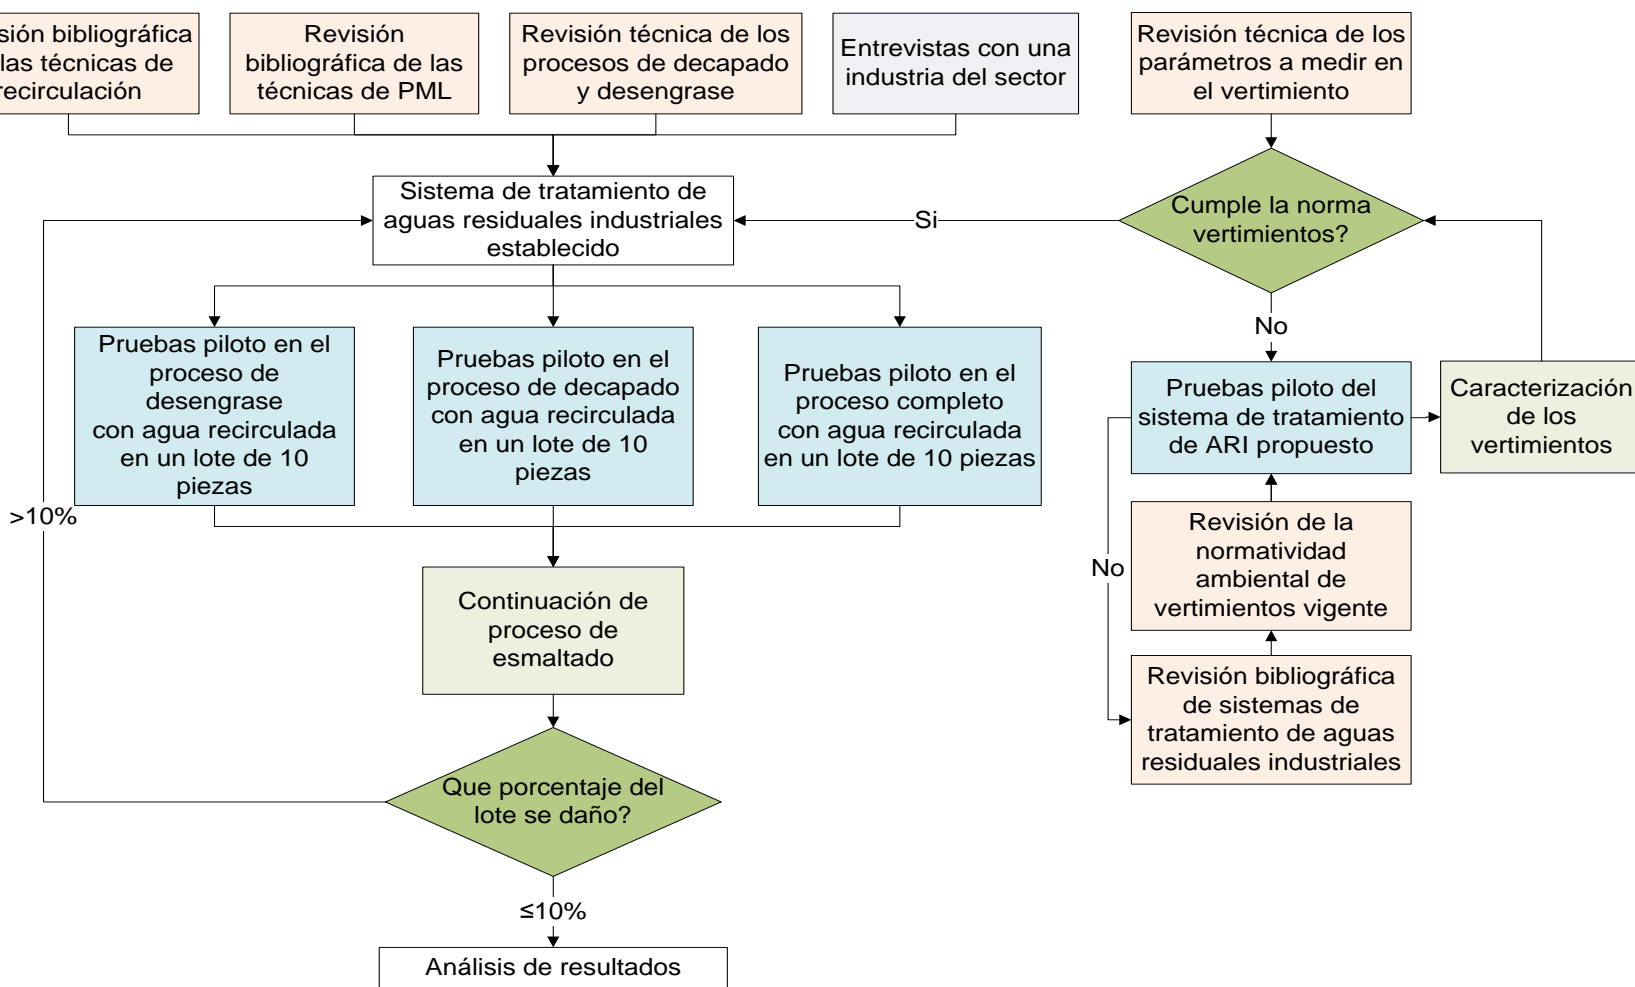 sión bibliográfica
las técnicas de
ecirculación
Revisión
bibliográfica de las
técnicas de PML
Revisión técnica de los
procesos de decapado
y desengrase
Entrevistas con una
industria del sector
Revisión técnica de los
parámetros a medir en
el vertimiento
Sistema de tratamiento de
aguas residuales industriales
establecido
Si
Cumple la norma
vertimientos?
No
Pruebas piloto en el
proceso de
desengrase
con agua recirculada
en un lote de 10
piezas
Pruebas piloto en el
proceso de decapado
con agua recirculada
en un lote de 10
piezas
Pruebas piloto en el
proceso completo
con agua recirculada
en un lote de 10 piezas
Pruebas piloto del
sistema de tratamiento
de ARI propuesto
Caracterización
de los
vertimientos
>10%
No
Revisión de la
normatividad
ambiental de
vertimientos vigente
Continuación de
proceso de
esmaltado
Revisión bibliográfica
de sistemas de
tratamiento de aguas
residuales industriales
Que porcentaje del
lote se daño?
≤10%
Análisis de resultados